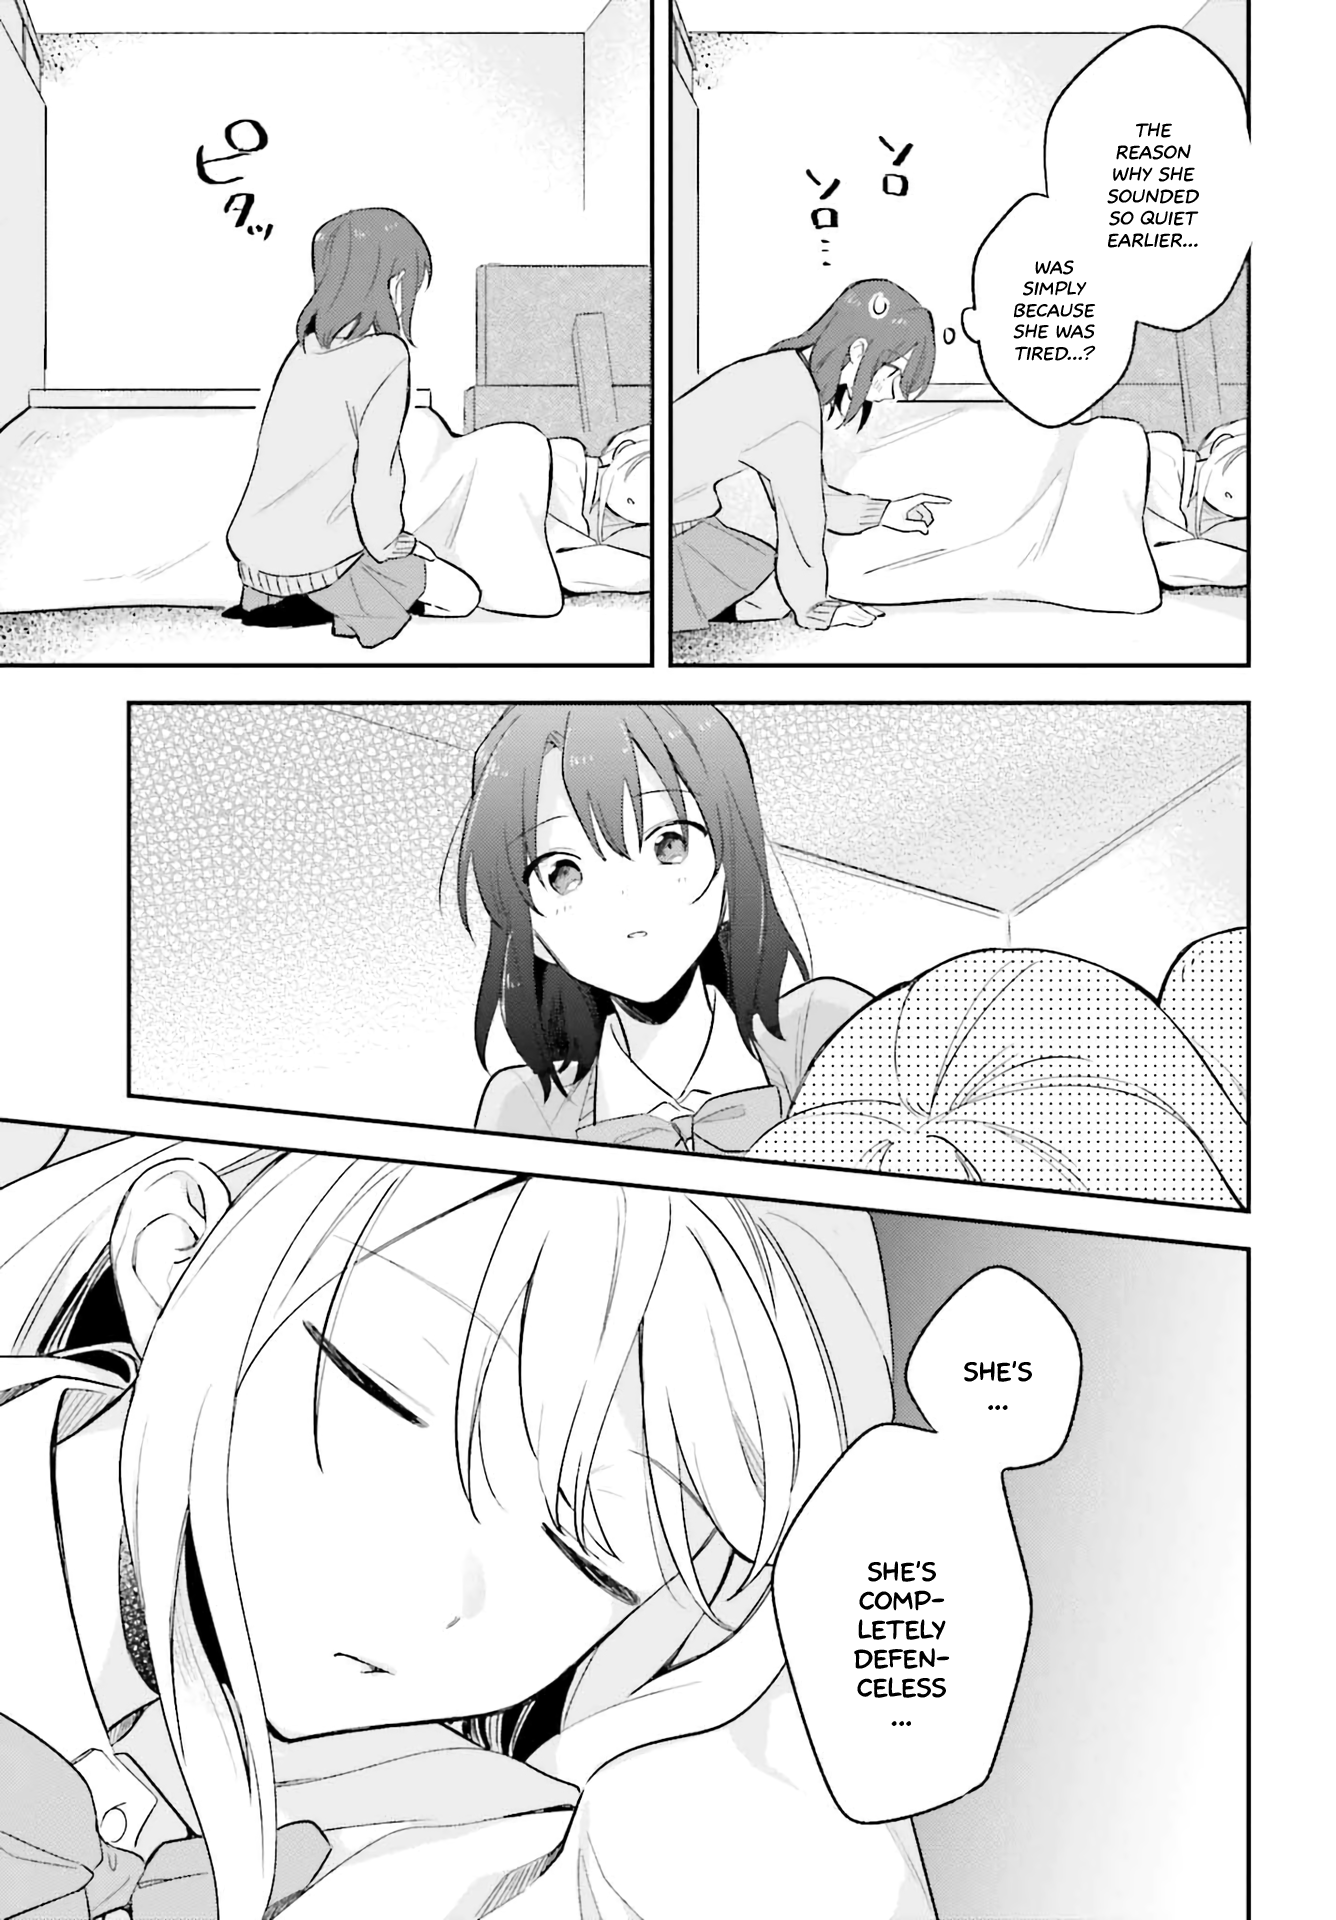 THE
REASON
WHY SHE
SOUNDED
SO QUIET
EARLIER...
WAS
SIMPLY
BECAUSE
SHE WAS
TIRED...?
ソロ
ソロ...
ピタッ
SHE'S
...
SHE'S
COMP-
LETELY
DEFEN-
CELESS
...